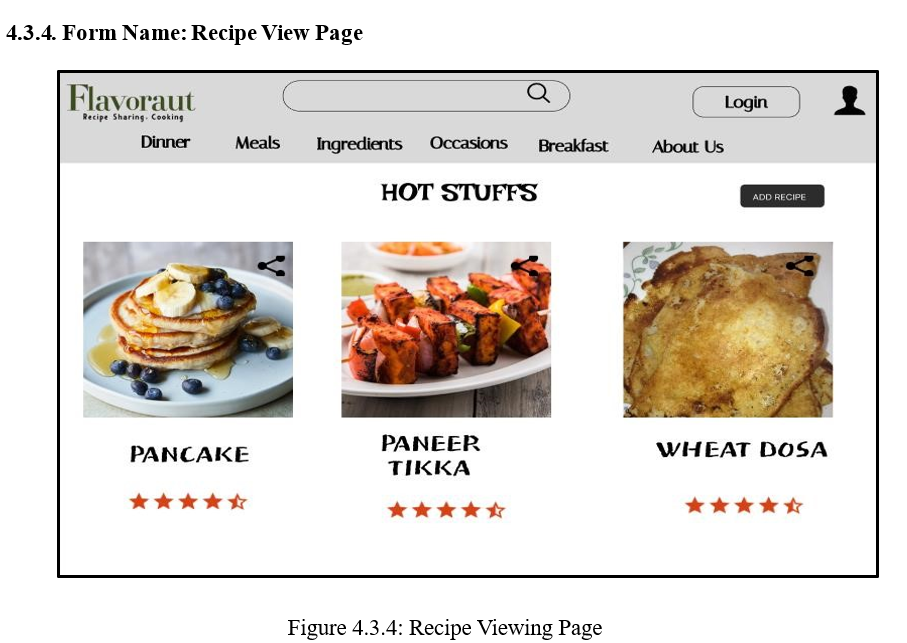 4.3.4. Form Name: Recipe View Page
Flavoraut
Recipe Sharing. Cooking
Login
Dinner Meals Ingredients Occasions Breakfast About Us
HOT STUFFS
ADD RECIPE
PANCAKE
PANEER
TIKKA
WHEAT DOSA
Figure 4.3.4: Recipe Viewing Page